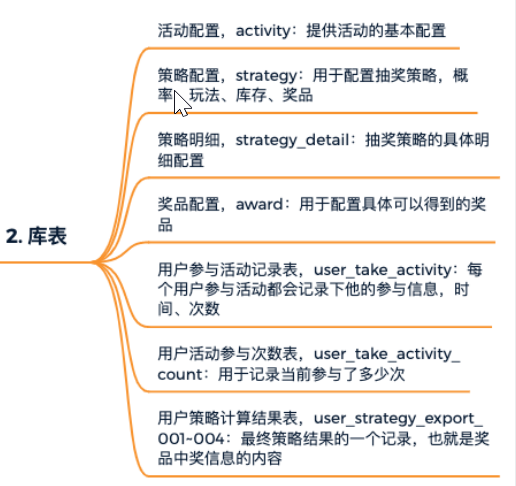 2. 库表
活动配置，activity：提供活动的基本配置
策略配置，strategy：用于配置抽奖策略，概
率、玩法、库存、奖品
策略明细，strategy_detail：抽奖策略的具体明
细配置
奖品配置，award：用于配置具体可以得到的奖
品
用户参与活动记录表，user_take_activity：每
个用户参与活动都会记录下他的参与信息，时
间、次数
用户活动参与次数表，user_take_activity_
count：用于记录当前参与了多少次
用户策略计算结果表，user_strategy_export_
001~004：最终策略结果的一个记录，也就是奖
品中奖信息的内容